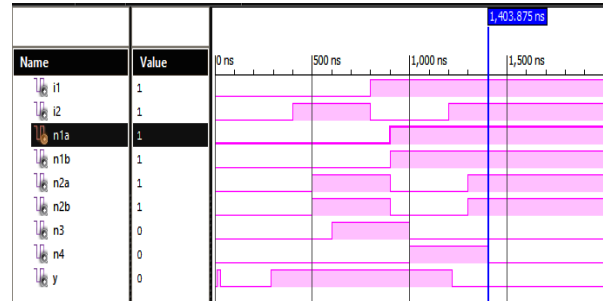 1,403.875 ns
Name Value 0 ns 500 ns 1,000 ns 1,500 ns
i1 1
i2 1
n1a 1
n1b 1
n2a 1
n2b 1
n3 0
n4 0
y 0